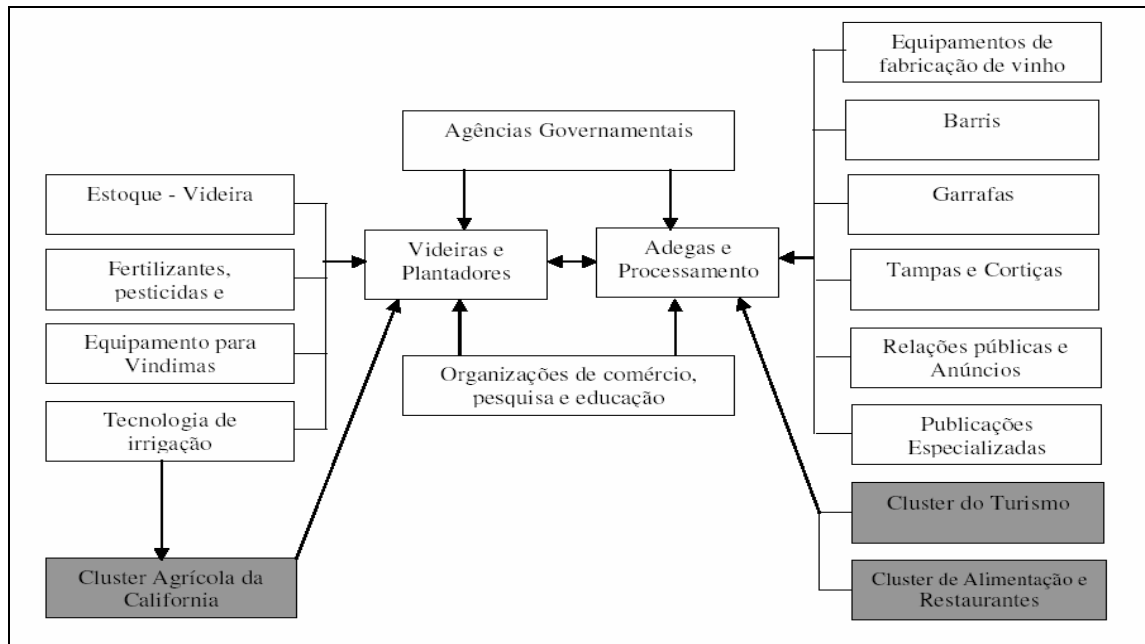 Equipamentos de
fabricação de vinho
Agências Governamentais
Barris
Estoque - Videira
Garrafas
Videiras e
Plantadores
Adegas e
Processamento
Fertilizantes,
pesticidas e
Tampas e Cortiças
Equipamento para
Vindimas
Organizações de comércio,
pesquisa e educação
Relações públicas e
Anúncios
Tecnologia de
irrigação
Publicações
Especializadas
Cluster do Turismo
Cluster Agrícola da
California
Cluster de Alimentação e
Restaurantes